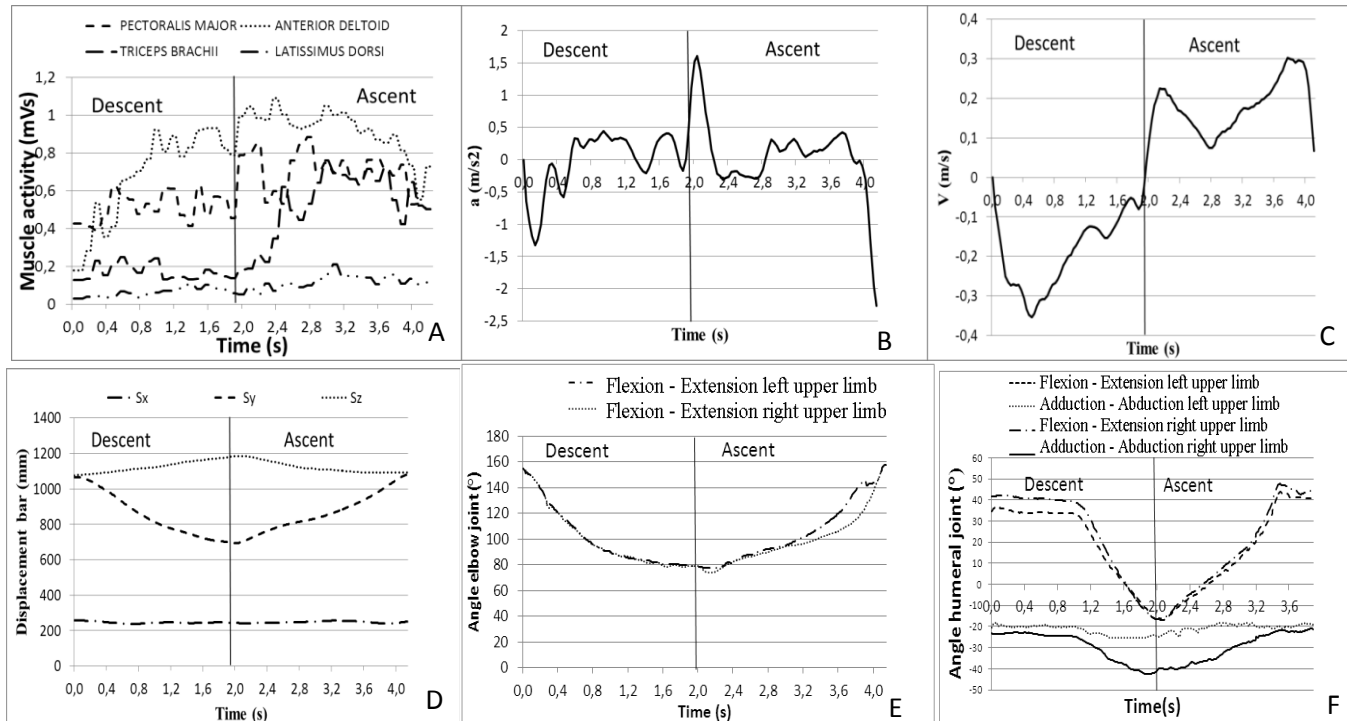 PECTORALIS MAJOR ANTERIOR DELTOID
TRICEPS BRACHII LATISSIMUS DORSI
Muscle activity (mVs)
1,2
1
0,8
0,6
0,4
0,2
0
Descent
Ascent
0,0 0,4 0,8 1,2 1,6 2,0 2,4 2,8 3,2 3,6 4,0
Time (s)
A
a (m/s2)
2
1,5
1
0,5
0
-0,5
-1
-1,5
-2
-2,5
Descent
Ascent
0,0 0,4 0,8 1,2 1,6 2,0 2,4 2,8 3,2 3,6 4,0
Time (s)
B
V (m/s)
0,4
0,3
0,2
0,1
0
-0,1
-0,2
-0,3
-0,4
Descent
Ascent
0,0 0,4 0,8 1,2 1,6 2,0 2,4 2,8 3,2 3,6 4,0
Time (s)
C
Sx Sy Sz
Displacement bar (mm)
1400
1200
1000
800
600
400
200
0
Descent
Ascent
0,0 0,4 0,8 1,2 1,6 2,0 2,4 2,8 3,2 3,6 4,0
Time (s)
D
Flexion - Extension left upper limb
Flexion - Extension right upper limb
Angle elbow joint (°)
180
160
140
120
100
80
60
40
20
0
Descent
Ascent
0,0 0,4 0,8 1,2 1,6 2,0 2,4 2,8 3,2 3,6 4,0
Time (s)
E
Flexion - Extension left upper limb
Adduction - Abduction left upper limb
Flexion - Extension right upper limb
Adduction - Abduction right upper limb
Angle humeral joint (°)
60
50
40
30
20
10
0
-10
-20
-30
-40
-50
Descent
Ascent
0,0 0,4 0,8 1,2 1,6 2,0 2,4 2,8 3,2 3,6
Time(s)
F